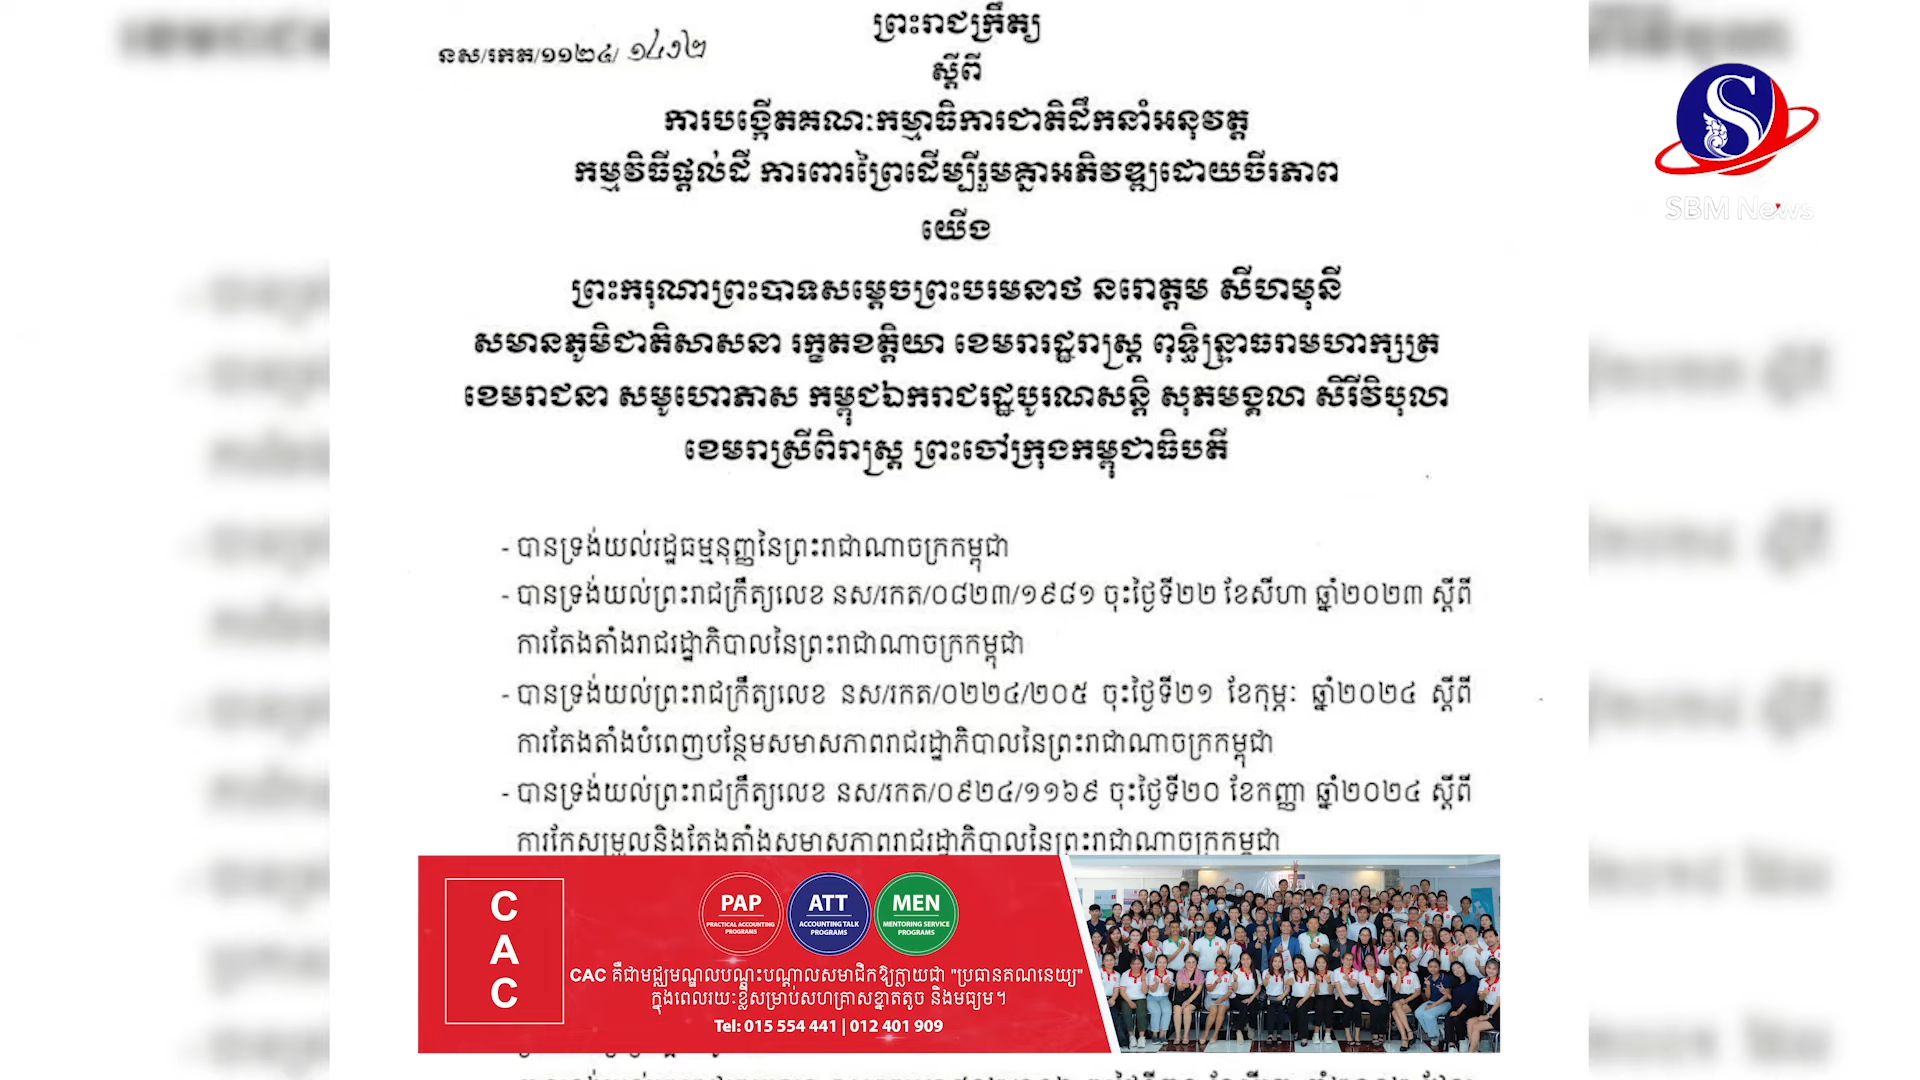 ព្រះរាជក្រឹត្យ
នស/រកត/១១២៤/ ១៤១២
ស្តីពី
ការបង្កើតគណៈកម្មាធិការជាតិដឹកនាំអនុវត្ត
កម្មវិធីផ្តល់ដី ការពារព្រៃដើម្បីរួមគ្នាអភិវឌ្ឍដោយចីរភាព
យើង
ព្រះករុណាព្រះបាទសម្តេចព្រះបរមនាថ នរោត្តម សីហមុនី
សមានភូមិជាតិសាសនា រក្ខតខត្តិយា ខេមរារដ្ឋរាស្ត្រ ពុទ្ធិន្ទ្រាធរាមហាក្សត្រ
ខេមរាជនា សមូហោភាស កម្ពុជឯករាជរដ្ឋបូរណសន្តិ សុភមង្គលា សិរីវិបុលា
ខេមរាស្រីពិរាស្ត្រ ព្រះចៅក្រុងកម្ពុជាធិបតី
- បានទ្រង់យល់រដ្ឋធម្មនុញ្ញនៃព្រះរាជាណាចក្រកម្ពុជា
- បានទ្រង់យល់ព្រះរាជក្រឹត្យលេខ នស/រកត/០៨២៣/១៩៨១ ចុះថ្ងៃទី២២ ខែសីហា ឆ្នាំ២០២៣ ស្តីពី
ការតែងតាំងរាជរដ្ឋាភិបាលនៃព្រះរាជាណាចក្រកម្ពុជា
- បានទ្រង់យល់ព្រះរាជក្រឹត្យលេខ នស/រកត/០២២៤/២០៥ ចុះថ្ងៃទី២១ ខែកុម្ភៈ ឆ្នាំ២០២៤ ស្តីពី
ការតែងតាំងបំពេញបន្ថែមសមាសភាពរាជរដ្ឋាភិបាលនៃព្រះរាជាណាចក្រកម្ពុជា
- បានទ្រង់យល់ព្រះរាជក្រឹត្យលេខ នស/រកត/០៩២៤/១១៦៩ ចុះថ្ងៃទី២០ ខែកញ្ញា ឆ្នាំ២០២៤ ស្តីពី
ការកែសម្រួលនិងតែងតាំងសមាសភាពរាជរដ្ឋាភិបាលនៃព្រះរាជាណាចក្រកម្ពុជា
S
SBM News
C
A
C
PAP
PRACTICAL ACCOUNTING
PROGRAMS
ATT
ACCOUNTING TALK
PROGRAMS
MEN
MENTORING SERVICE
PROGRAMS
CAC គឺជាមជ្ឈមណ្ឌលបណ្តុះបណ្តាលសមាជិកឱ្យក្លាយជា "ប្រធានគណនេយ្យ"
ក្នុងពេលរយៈខ្លីសម្រាប់សហគ្រាសខ្នាតតូច និងមធ្យម។
Tel: 015 554 441 | 012 401 909